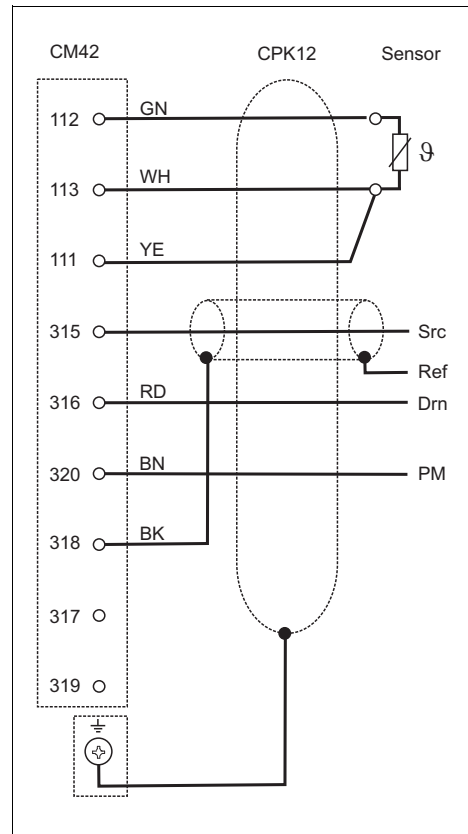 CM42 CPK12 Sensor
112 GN
ϑ
113 WH
111 YE
315 Src
Ref
316 RD Drn
320 BN PM
318 BK
317
319